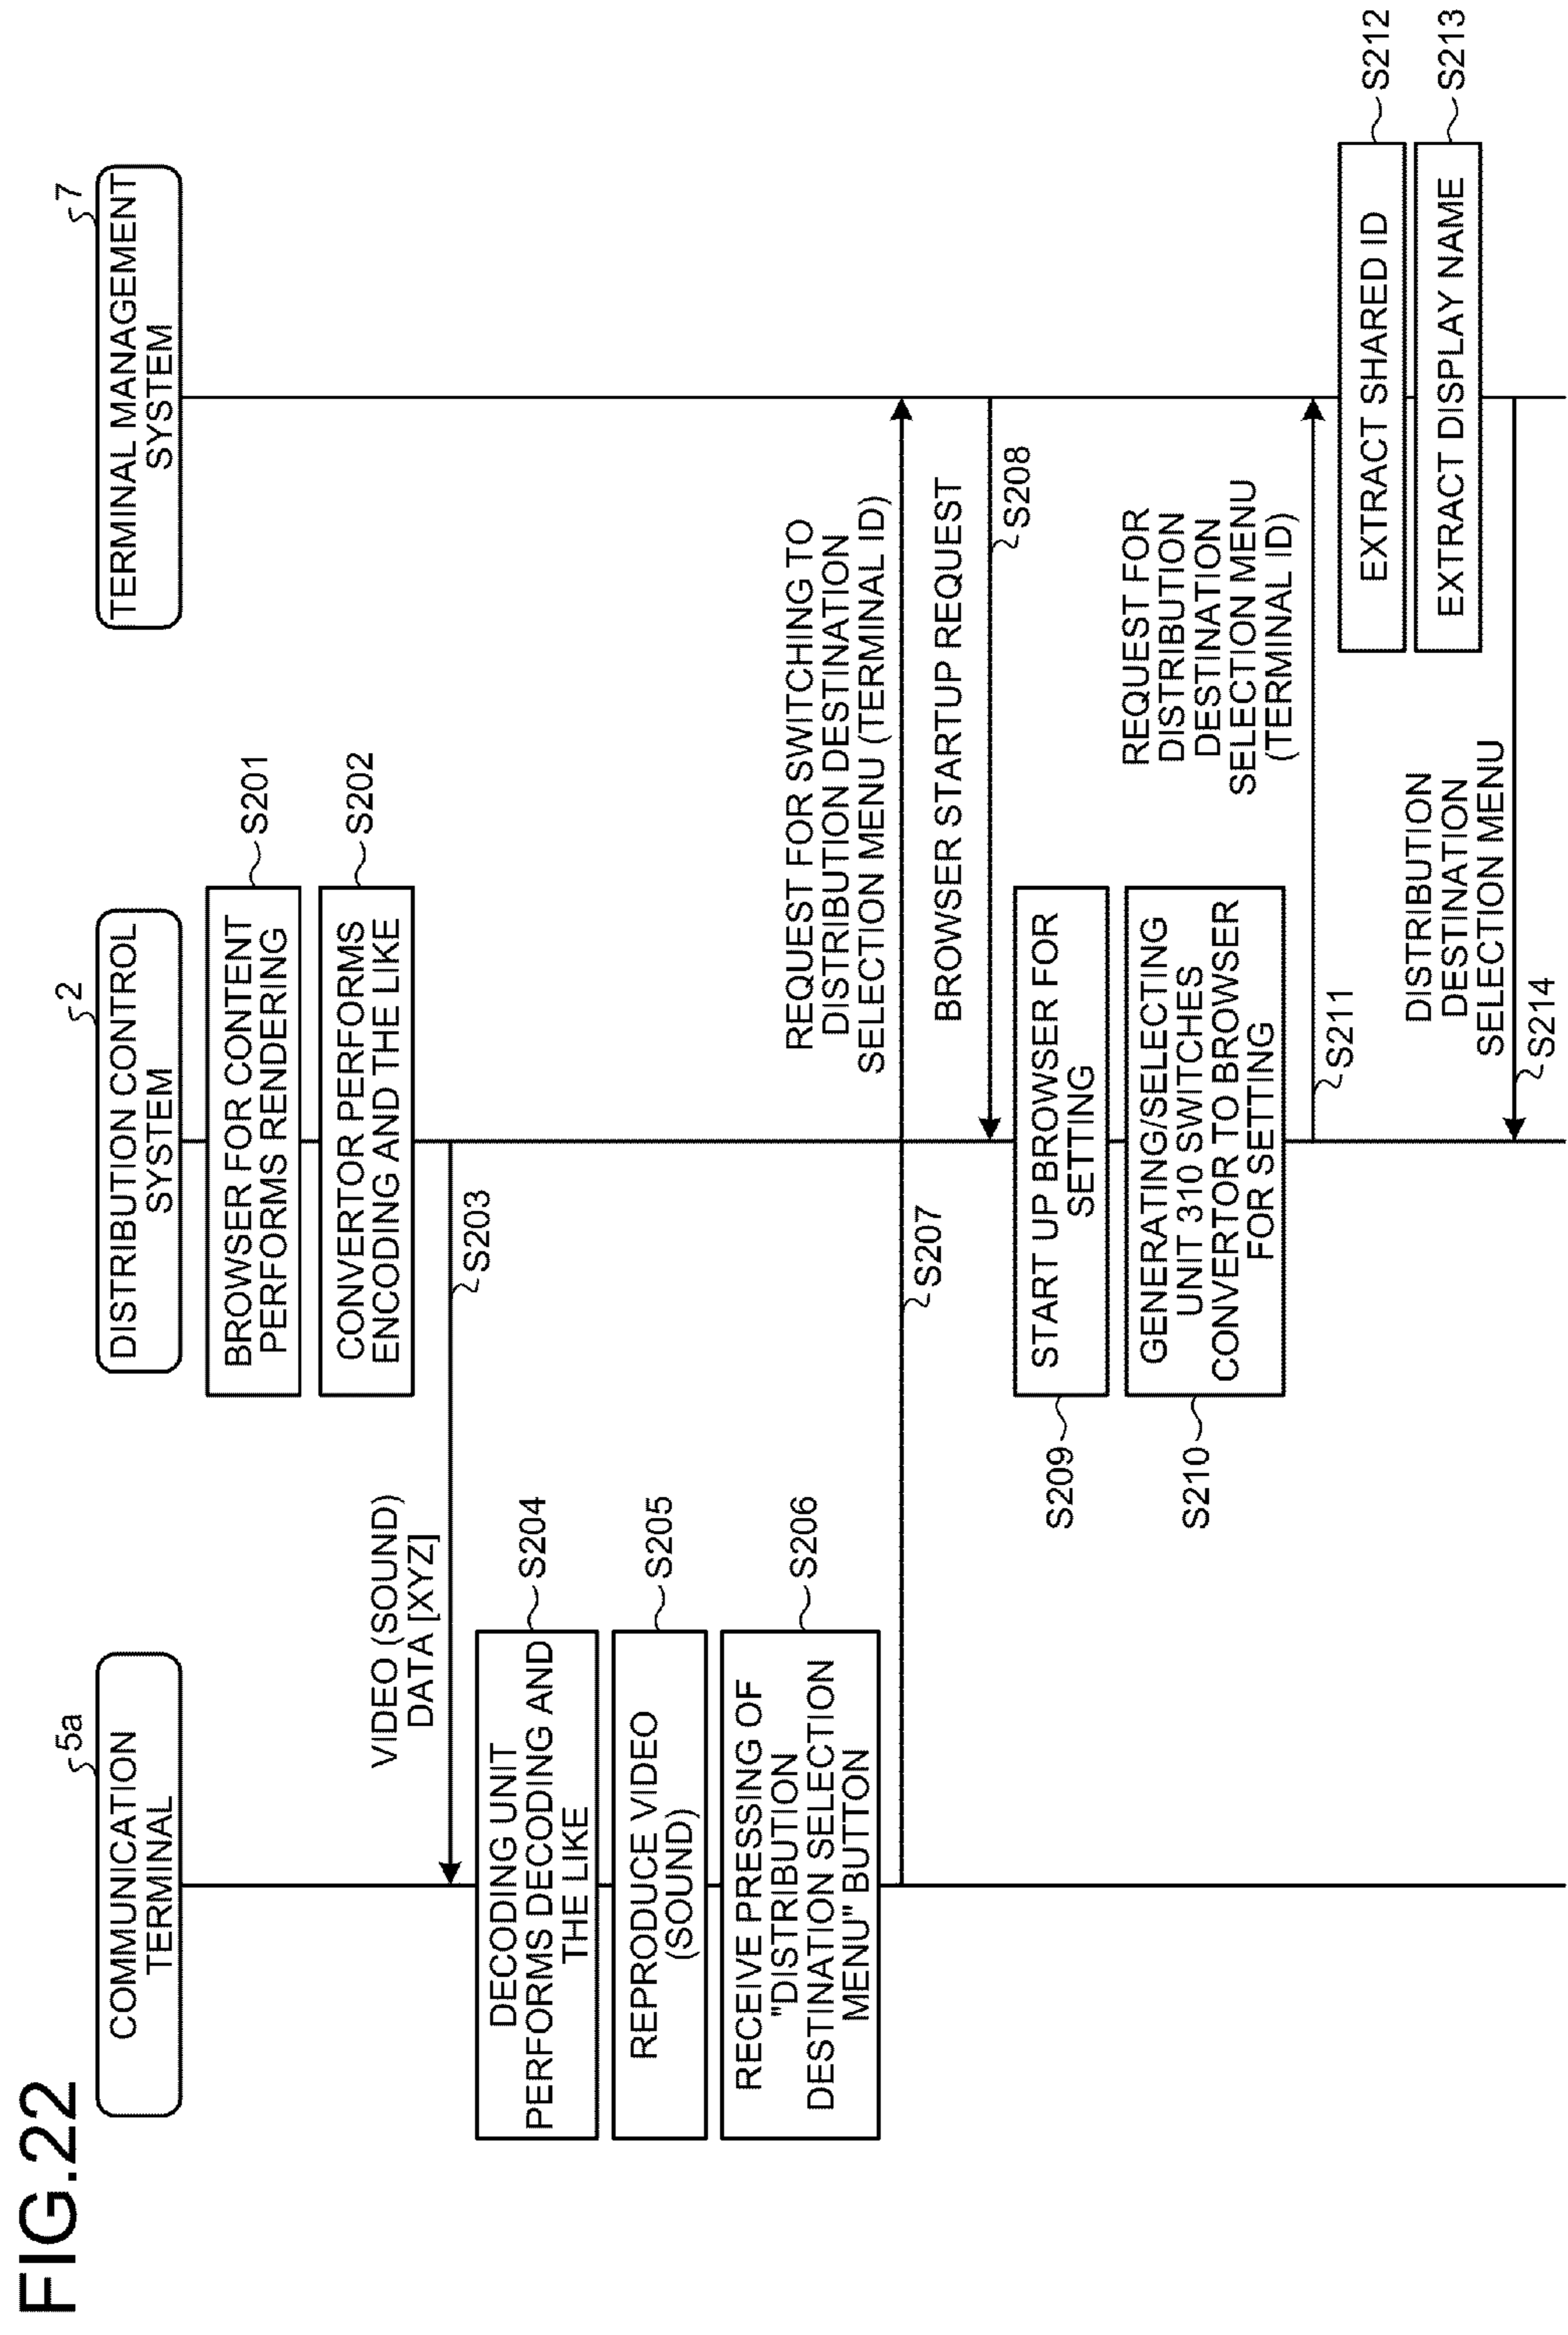 FIG.22
5a
COMMUNICATION
TERMINAL
2
DISTRIBUTION CONTROL
SYSTEM
7
TERMINAL MANAGEMENT
SYSTEM
BROWSER FOR CONTENT
PERFORMS RENDERING
S201
CONVERTOR PERFORMS
ENCODING AND THE LIKE
S202
VIDEO (SOUND)
DATA [XYZ]
S203
DECODING UNIT
PERFORMS DECODING AND
THE LIKE
S204
REPRODUCE VIDEO
(SOUND)
S205
RECEIVE PRESSING OF
"DISTRIBUTION
DESTINATION SELECTION
MENU" BUTTON
S206
REQUEST FOR SWITCHING TO
DISTRIBUTION DESTINATION
SELECTION MENU (TERMINAL ID)
S207
BROWSER STARTUP REQUEST
S208
START UP BROWSER FOR
SETTING
S209
GENERATING/SELECTING
UNIT 310 SWITCHES
CONVERTOR TO BROWSER
FOR SETTING
S210
REQUEST FOR
DISTRIBUTION
DESTINATION
SELECTION MENU
(TERMINAL ID)
S211
EXTRACT SHARED ID
S212
EXTRACT DISPLAY NAME
S213
DISTRIBUTION
DESTINATION
SELECTION MENU
S214